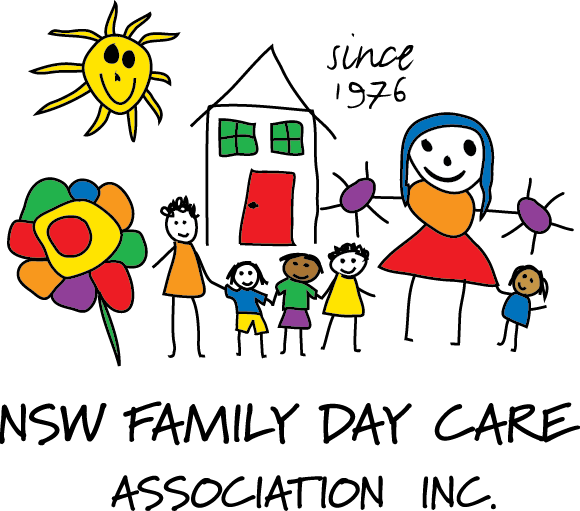 since
1976
NSW FAMILY DAY CARE
ASSOCIATION INC.